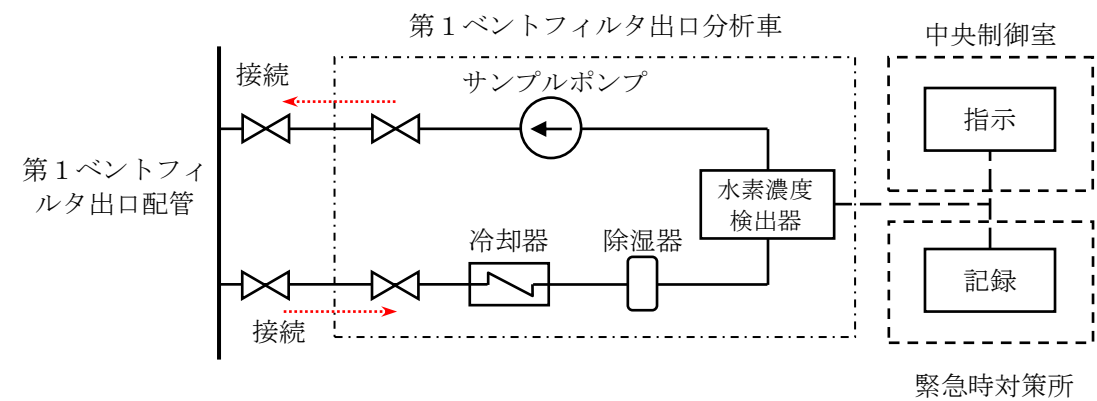 第１ベントフィルタ出口分析車
中央制御室
接続
サンプルポンプ
指示
第１ベントフィ
ルタ出口配管
水素濃度
検出器
冷却器
除湿器
記録
接続
緊急時対策所